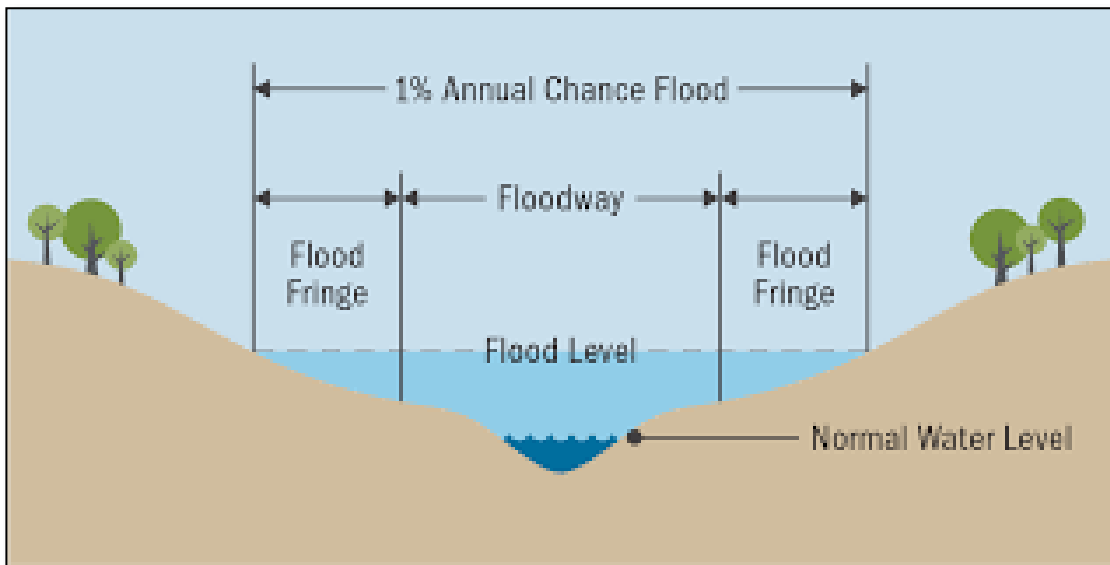 1% Annual Chance Flood
Floodway
Flood
Fringe
Flood
Fringe
Flood Level
Normal Water Level